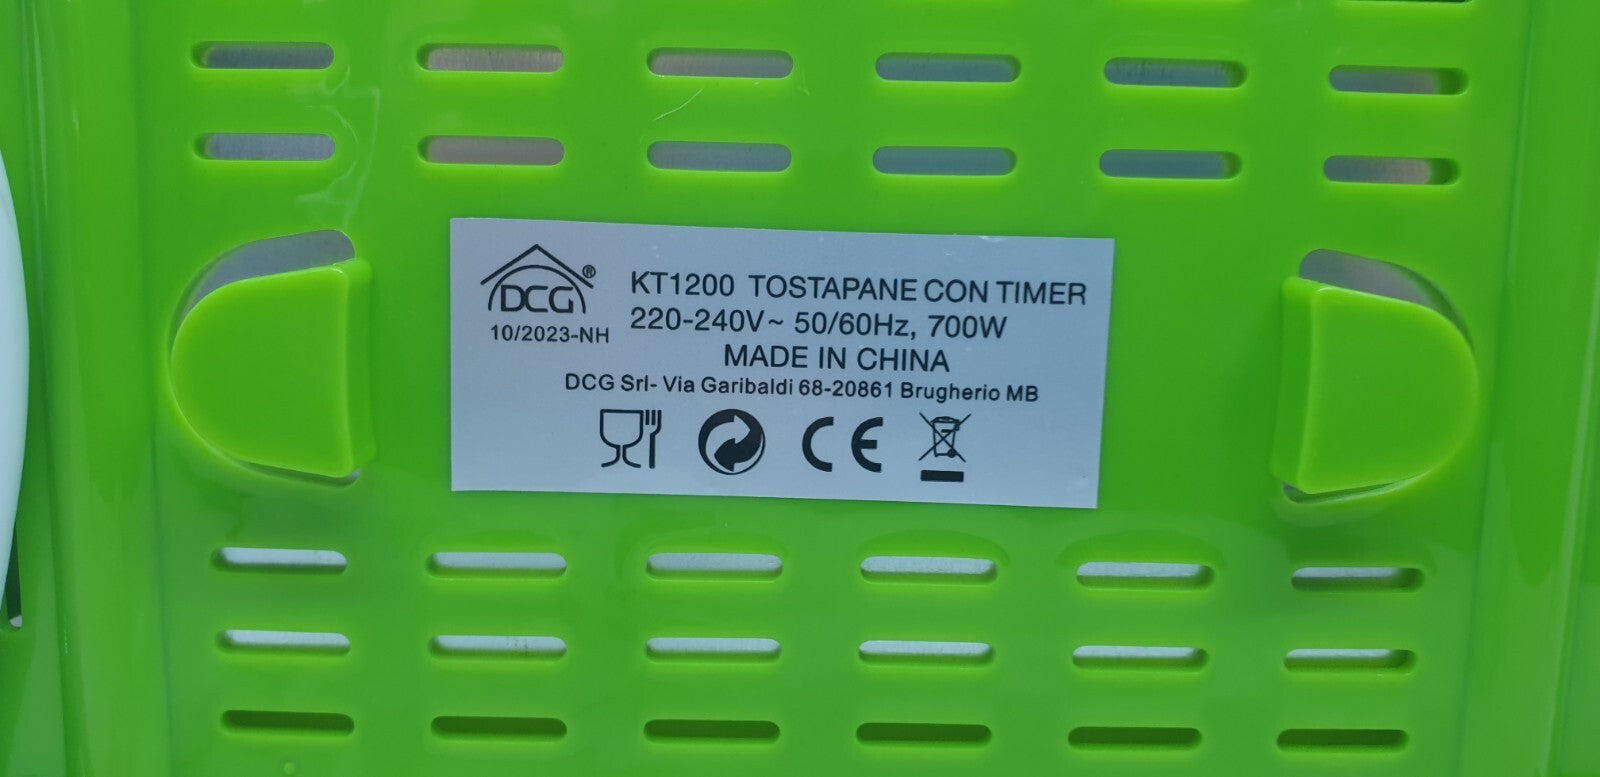 DCG®
10/2023-NH
KT1200 TOSTAPANE CON TIMER
220-240V~ 50/60Hz, 700W
MADE IN CHINA
DCG Srl- Via Garibaldi 68-20861 Brugherio MB
CE